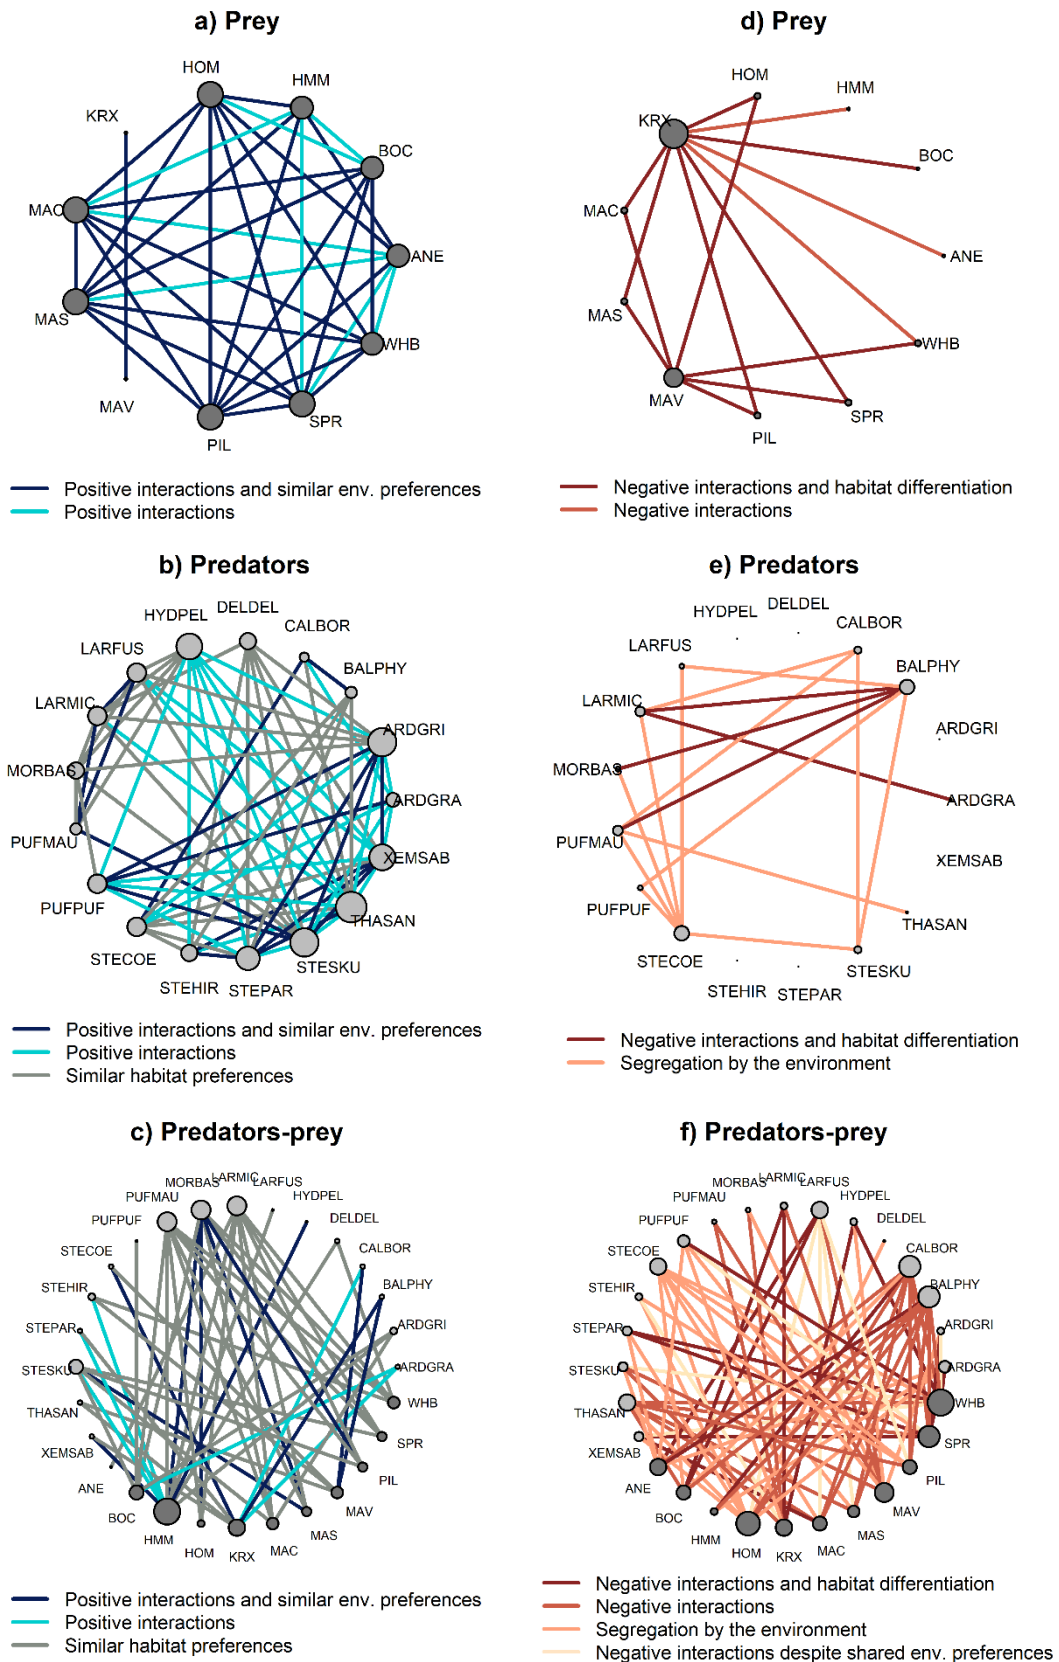 a) Prey
HOM
HMM
KRX
BOC
MAC
ANE
MAS
WHB
MAV
SPR
PIL
Positive interactions and similar env. preferences
Positive interactions
d) Prey
HOM
HMM
KRX
BOC
MAC
ANE
MAS
WHB
MAV
SPR
PIL
Negative interactions and habitat differentiation
Negative interactions
b) Predators
DELDEL
HYDPEL
CALBOR
LARFUS
BALPHY
LARMIC
ARDGRI
MORBAS
ARDGRA
PUFMAU
XEMSAB
PUFPUF
THASAN
STECOE
STESKU
STEHIR
STEPAR
Positive interactions and similar env. preferences
Positive interactions
Similar habitat preferences
e) Predators
HYDPEL
DELDEL
CALBOR
LARFUS
BALPHY
LARMIC
ARDGRI
MORBAS
ARDGRA
PUFMAU
XEMSAB
PUFPUF
THASAN
STECOE
STESKU
STEHIR
STEPAR
Negative interactions and habitat differentiation
Segregation by the environment
c) Predators-prey
LARMIC
MORBAS
LARFUS
PUFMAU
HYDPEL
PUFPUF
DELDEL
STECOE
CALBOR
STEHIR
BALPHY
STEPAR
ARDGRI
STESKU
ARDGRA
THASAN
WHB
XEMSAB
SPR
ANE
PIL
BOC
MAV
HMM
MAS
HOM
KRX
MAC
Positive interactions and similar env. preferences
Positive interactions
Similar habitat preferences
f) Predators-prey
LARMIC
MORBAS
LARFUS
PUFMAU
HYDPEL
PUFPUF
DELDEL
STECOE
CALBOR
STEHIR
BALPHY
STEPAR
ARDGRI
STESKU
ARDGRA
THASAN
WHB
XEMSAB
SPR
ANE
PIL
BOC
MAV
HMM
MAS
HOM
KRX
MAC
Negative interactions and habitat differentiation
Negative interactions
Segregation by the environment
Negative interactions despite shared env. preferences